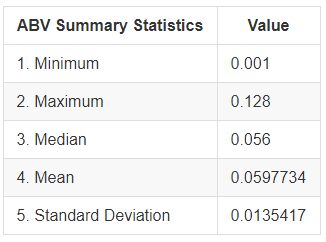 ABV Summary Statistics Value
1. Minimum 0.001
2. Maximum 0.128
3. Median 0.056
4. Mean 0.0597734
5. Standard Deviation 0.0135417